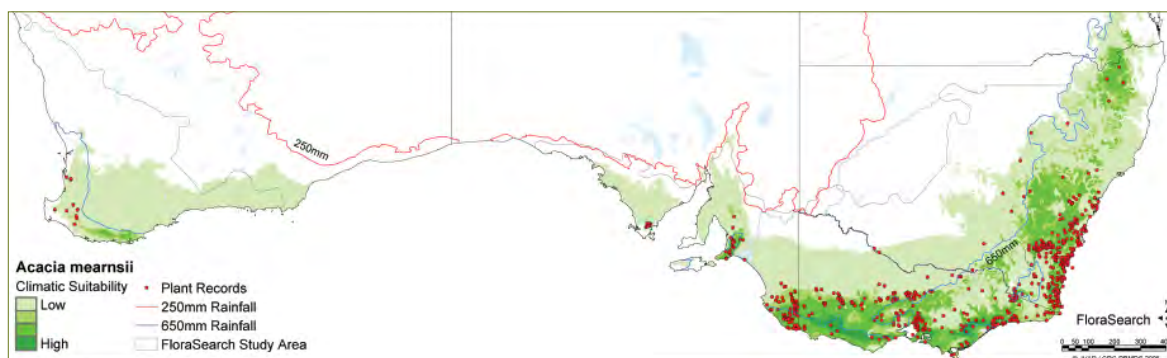 250mm
650mm
Acacia mearnsii
Climatic Suitability
Low
High
Plant Records
250mm Rainfall
650mm Rainfall
FloraSearch Study Area
FloraSearch
0 50 100 200 300